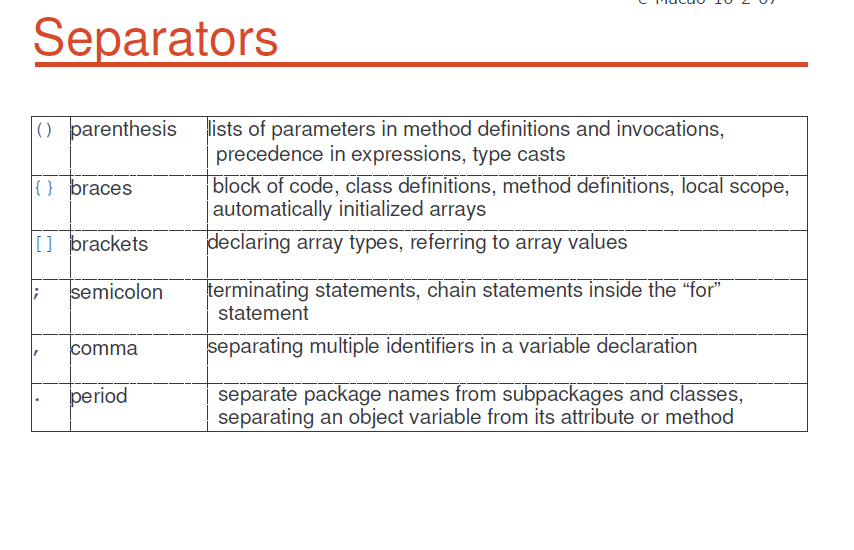 Separators
() parenthesis lists of parameters in method definitions and invocations,
precedence in expressions, type casts
{} braces block of code, class definitions, method definitions, local scope,
automatically initialized arrays
[] brackets declaring array types, referring to array values
; semicolon terminating statements, chain statements inside the “for”
statement
, comma separating multiple identifiers in a variable declaration
. period separate package names from subpackages and classes,
separating an object variable from its attribute or method